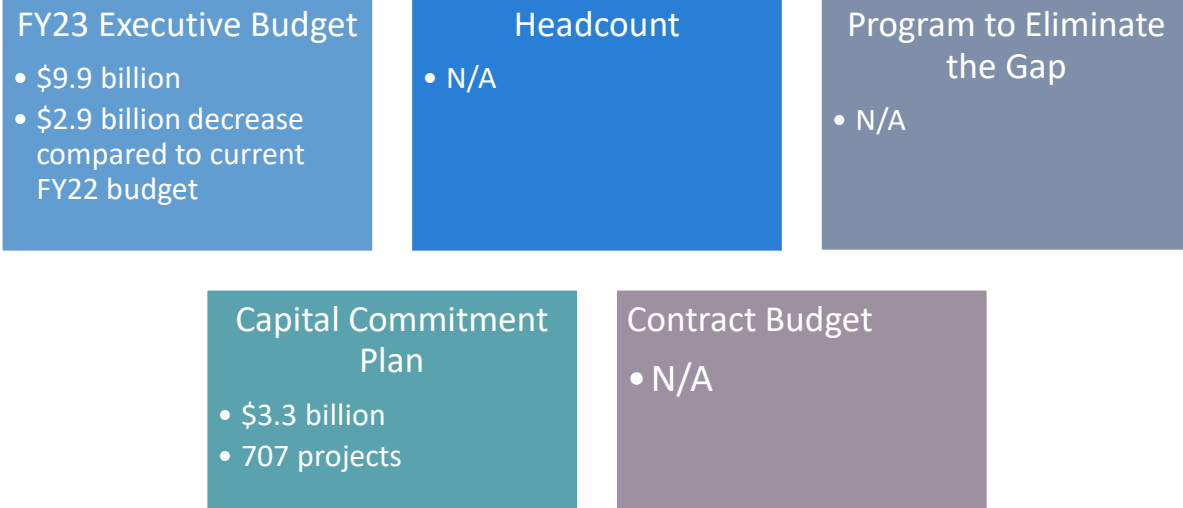 FY23 Executive Budget
• $9.9 billion
• $2.9 billion decrease
compared to current
FY22 budget
Headcount
• N/A
Program to Eliminate
the Gap
• N/A
Capital Commitment
Plan
• $3.3 billion
• 707 projects
Contract Budget
• N/A